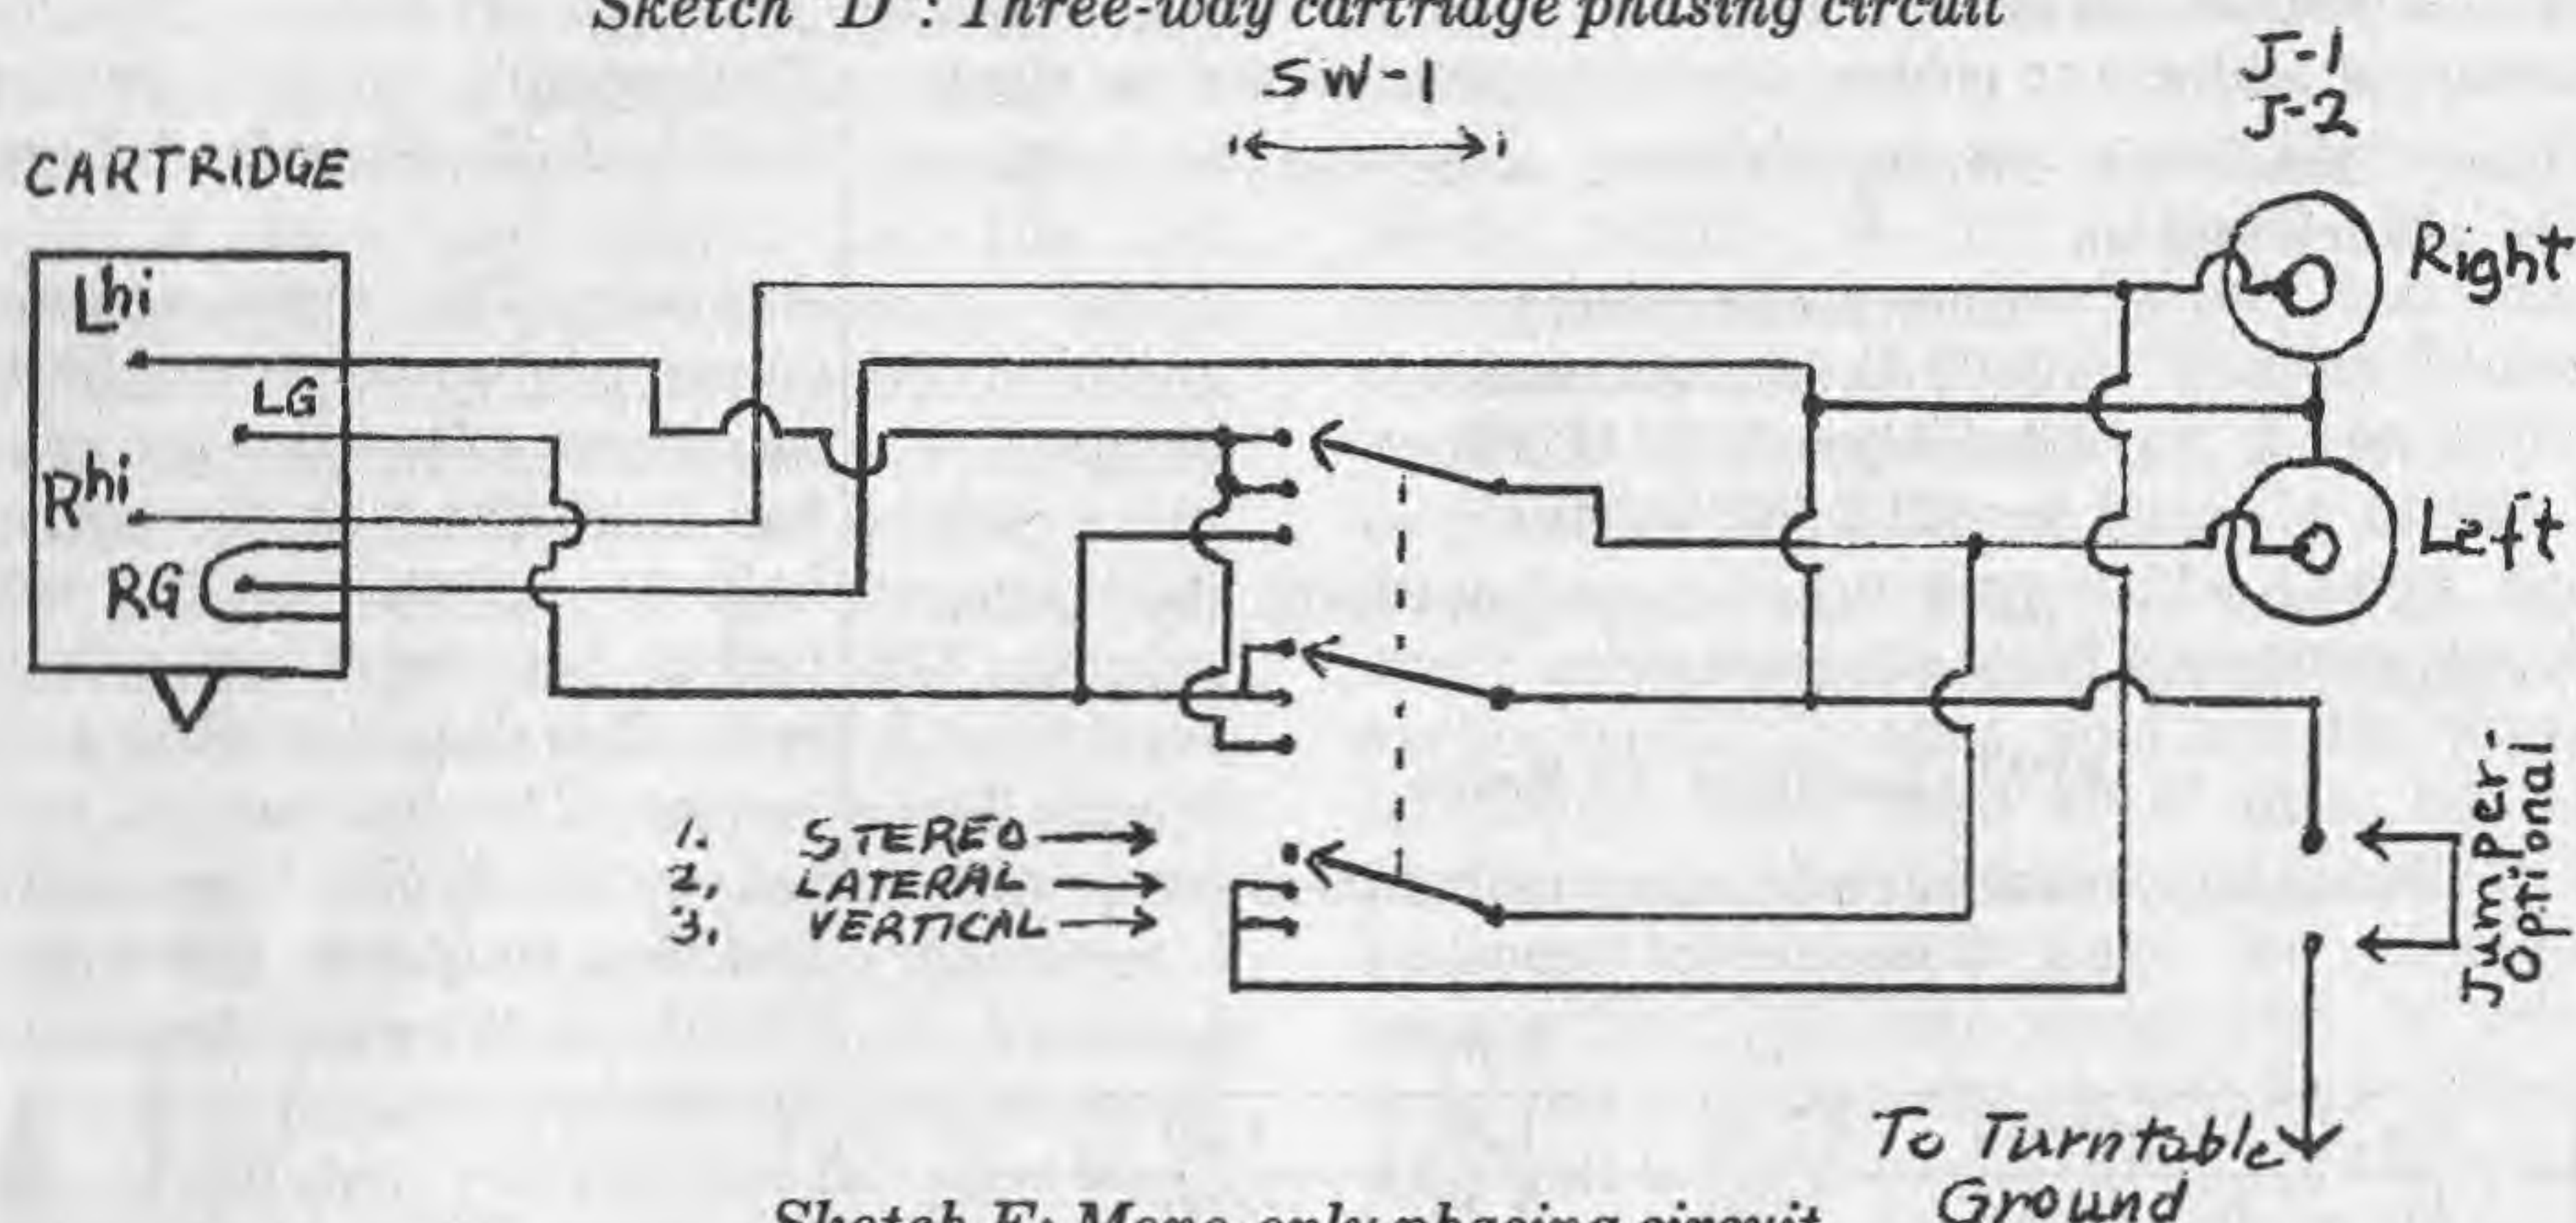 Sketch "D": Three-way cartridge phasing circuit
SW-1
J-1
J-2
CARTRIDGE
Lhi
LG
Rhi
RG
Right
Left
1. STEREO
2, LATERAL
3, VERTICAL
Jumper-
Optional
To Turntable
Ground
Sketch E: Mono-only phasing circuit